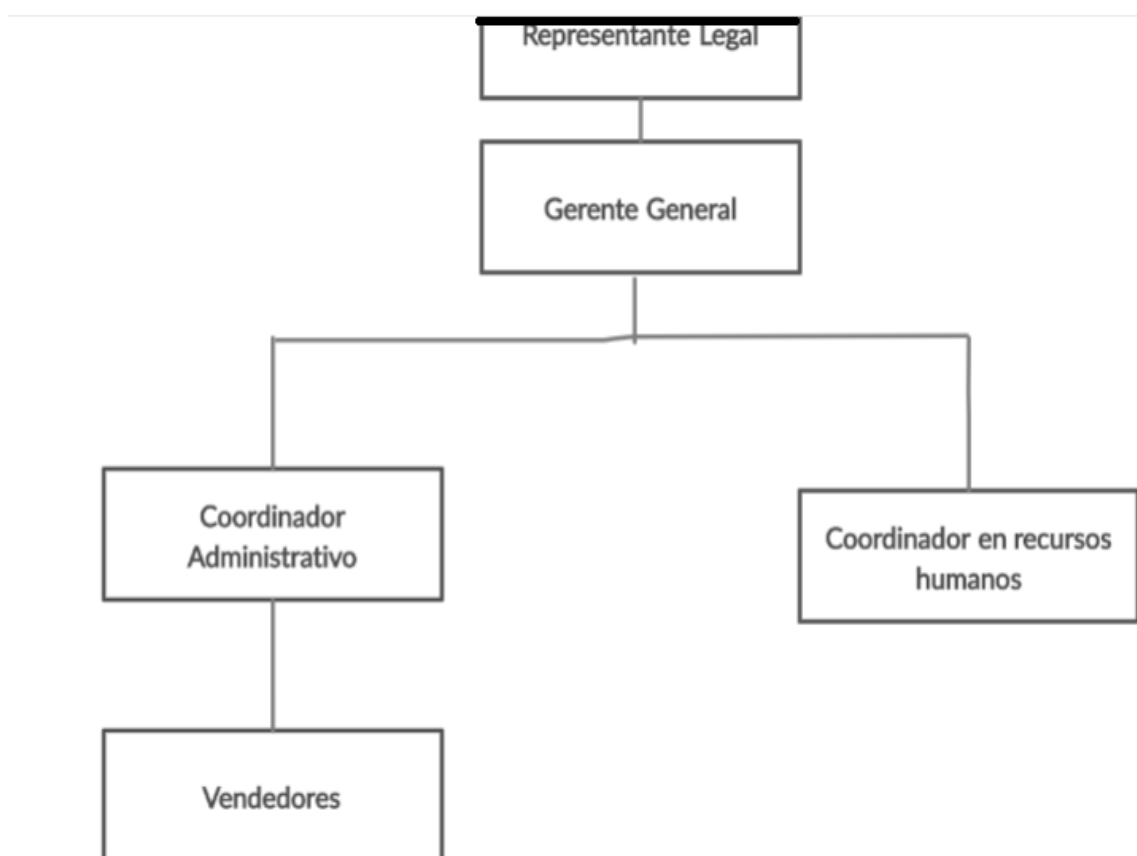 Representante Legal
Gerente General
Coordinador
Administrativo
Coordinador en recursos
humanos
Vendedores